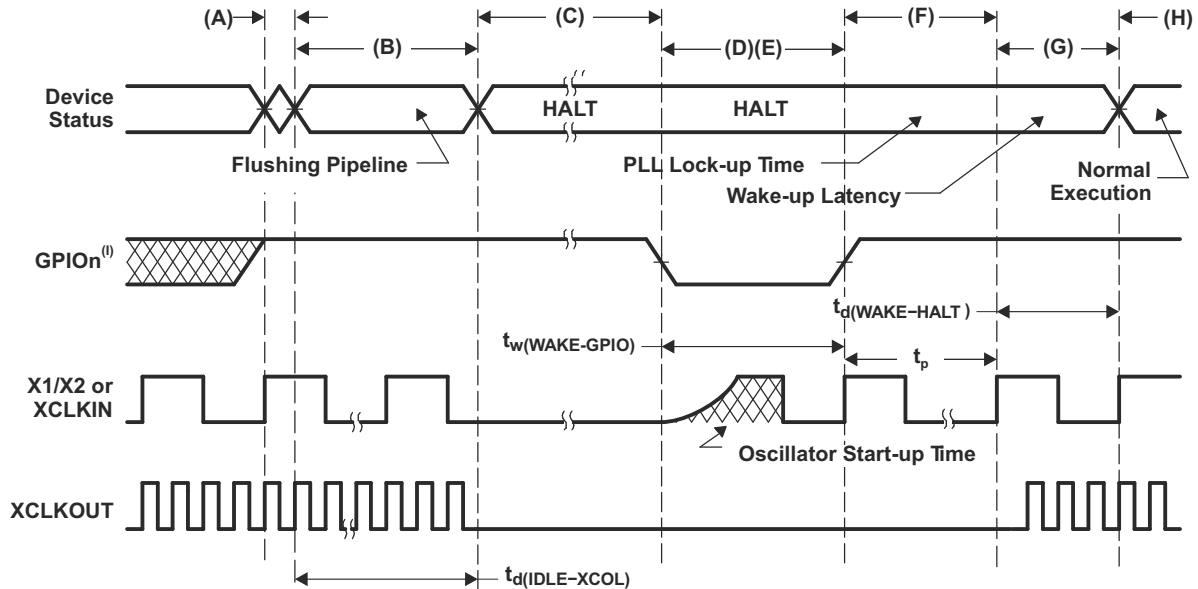 (A) (C) (F) (H)
(B) (D)(E) (G)
Device
Status
HALT HALT
Flushing Pipeline
PLL Lock-up Time
Wake-up Latency
Normal
Execution
GPIOn(I)
td(WAKE−HALT )
tw(WAKE-GPIO)
tp
X1/X2 or
XCLKIN
Oscillator Start-up Time
XCLKOUT
td(IDLE−XCOL)